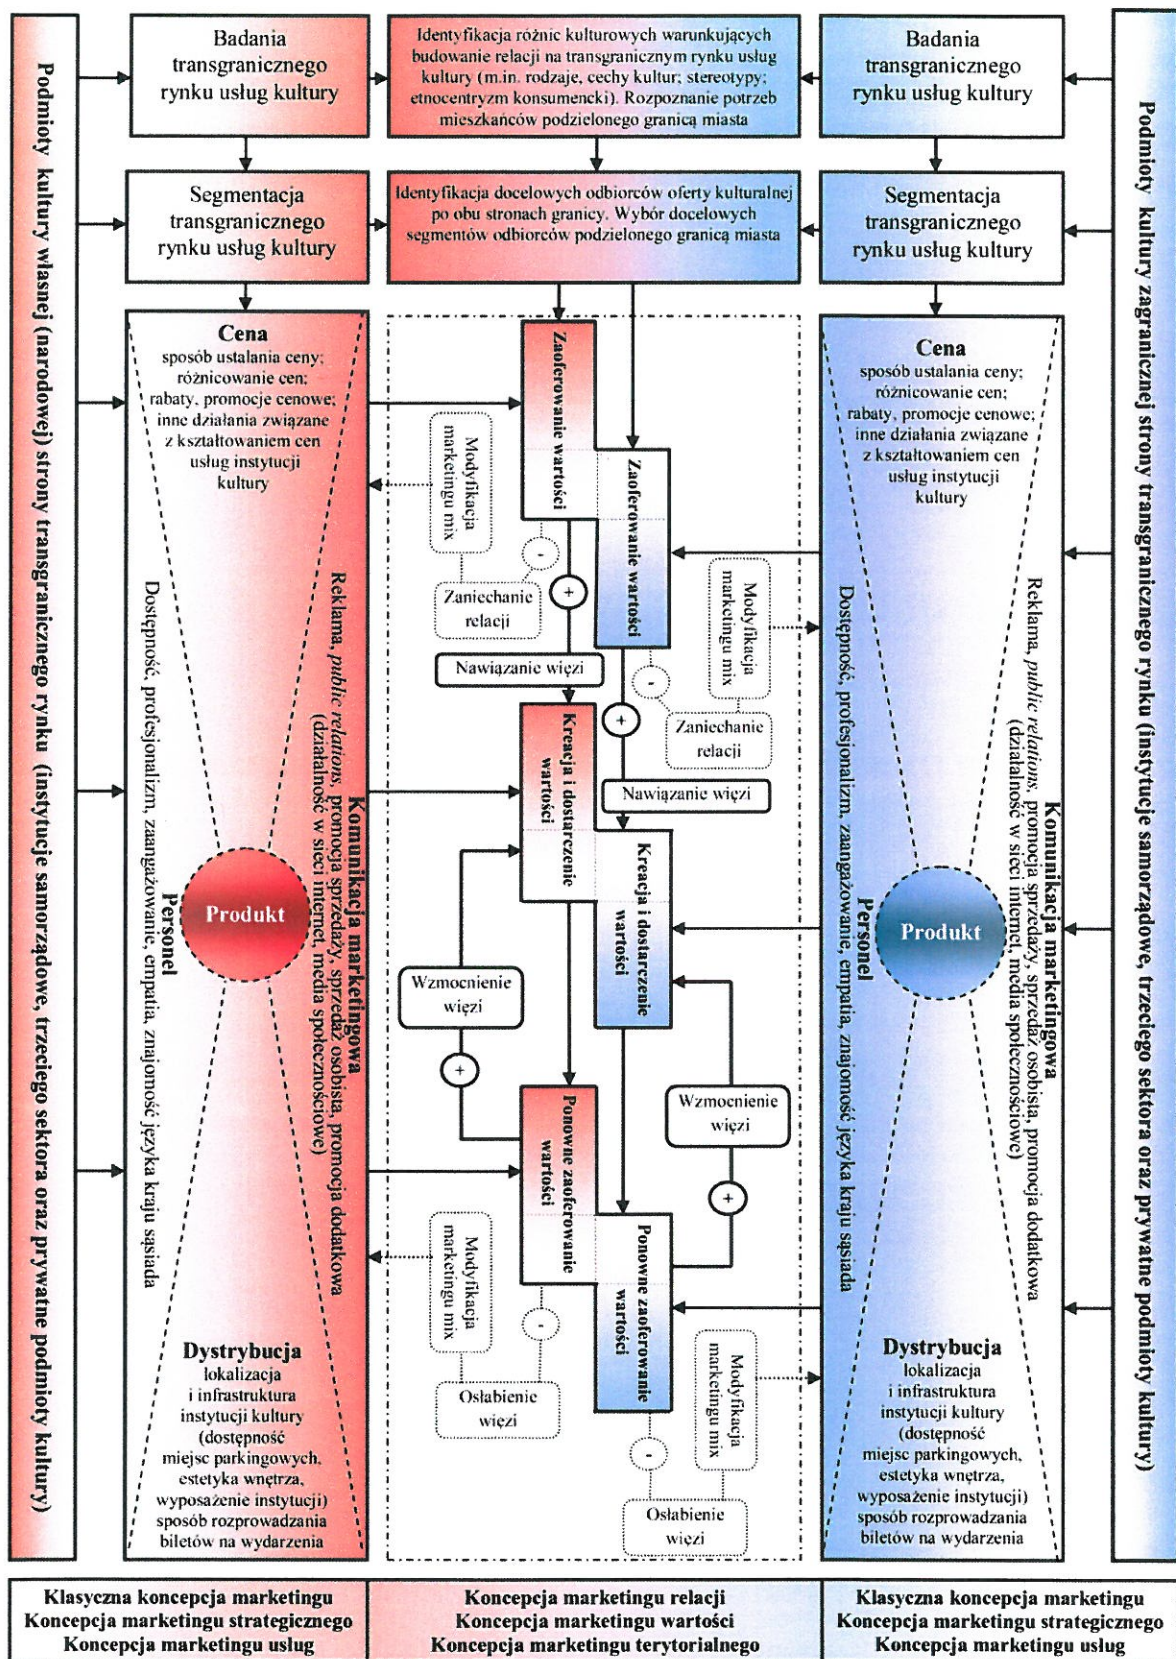 Podmioty kultury własnej (narodowej) strony transgranicznego rynku (instytucje samorządowe, trzeciego sektora oraz prywatne podmioty kultury)
Badania
transgranicznego
rynku usług kultury
Identyfikacja różnic kulturowych warunkujących
budowanie relacji na transgranicznym rynku usług
kultury (m.in. rodzaje, cechy kultur; stereotypy;
etnocentryzm konsumencki). Rozpoznanie potrzeb
mieszkańców podzielonego granicą miasta
Badania
transgranicznego
rynku usług kultury
Podmioty kultury zagranicznej strony transgranicznego rynku (instytucje samorządowe, trzeciego sektora oraz prywatne podmioty kultury)
Segmentacja
transgranicznego
rynku usług kultury
Identyfikacja docelowych odbiorców oferty kulturalnej
po obu stronach granicy. Wybór docelowych
segmentów odbiorców podzielonego granicą miasta
Segmentacja
transgranicznego
rynku usług kultury
Cena
sposób ustalania ceny;
różnicowanie cen;
rabaty, promocje cenowe;
inne działania związane
z kształtowaniem cen
usług instytucji
kultury
Dostępność, profesjonalizm, zaangażowanie, empatia, znajomość języka kraju sąsiada
Personel
Produkt
Komunikacja marketingowa
Reklama, public relations, promocja sprzedaży, sprzedaż osobista, promocja dodatkowa
(działalność w sieci internet, media społecznościowe)
Dystrybucja
lokalizacja
i infrastruktura
instytucji kultury
(dostępność
miejsc parkingowych,
estetyka wnętrza,
wyposażenie instytucji)
sposób rozprowadzania
biletów na wydarzenia
Zaoferowanie wartości
Zaoferowanie wartości
Modyfikacja
marketingu mix
-
Zaniechanie
relacji
+
Nawiązanie więzi
Modyfikacja
marketingu mix
-
Zaniechanie
relacji
+
Nawiązanie więzi
Kreacja i dostarczenie
wartości
Kreacja i dostarczenie
wartości
Wzmocnienie
więzi
+
Wzmocnienie
więzi
+
Ponowne zaoferowanie
wartości
Ponowne zaoferowanie
wartości
Modyfikacja
marketingu mix
-
Osłabienie
więzi
Modyfikacja
marketingu mix
-
Osłabienie
więzi
Cena
sposób ustalania ceny;
różnicowanie cen;
rabaty, promocje cenowe;
inne działania związane
z kształtowaniem cen
usług instytucji
kultury
Dostępność, profesjonalizm, zaangażowanie, empatia, znajomość języka kraju sąsiada
Personel
Produkt
Komunikacja marketingowa
Reklama, public relations, promocja sprzedaży, sprzedaż osobista, promocja dodatkowa
(działalność w sieci internet, media społecznościowe)
Dystrybucja
lokalizacja
i infrastruktura
instytucji kultury
(dostępność
miejsc parkingowych,
estetyka wnętrza,
wyposażenie instytucji)
sposób rozprowadzania
biletów na wydarzenia
Klasyczna koncepcja marketingu
Koncepcja marketingu strategicznego
Koncepcja marketingu usług
Koncepcja marketingu relacji
Koncepcja marketingu wartości
Koncepcja marketingu terytorialnego
Klasyczna koncepcja marketingu
Koncepcja marketingu strategicznego
Koncepcja marketingu usług